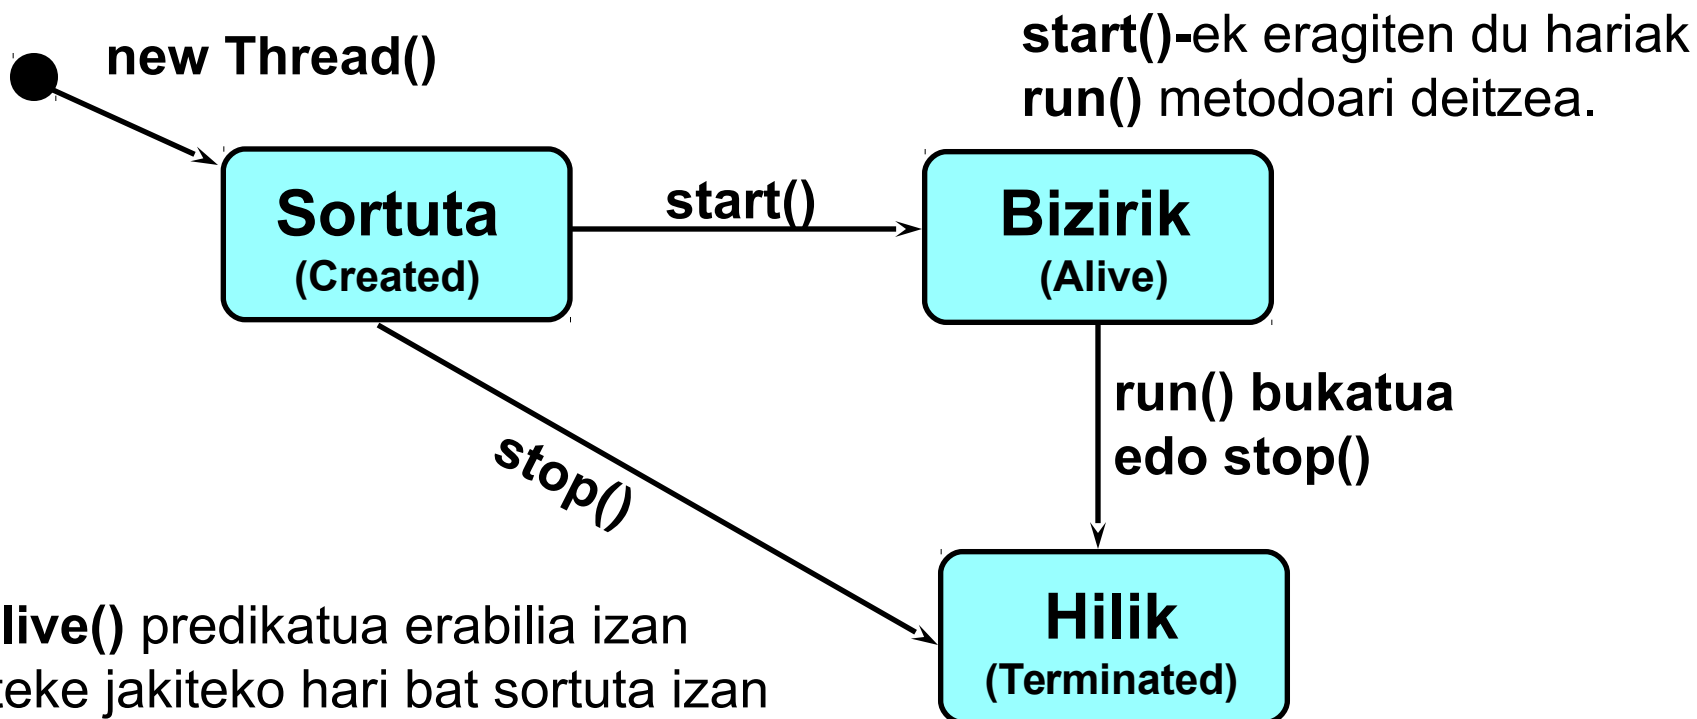 new Thread()
start()-ek eragiten du hariak
run() metodoari deitzea.
Sortuta
(Created)
start()
Bizirik
(Alive)
run() bukatua
edo stop()
stop()
live() predikatua erabilia izan
teke jakiteko hari bat sortuta izan
Hilik
(Terminated)